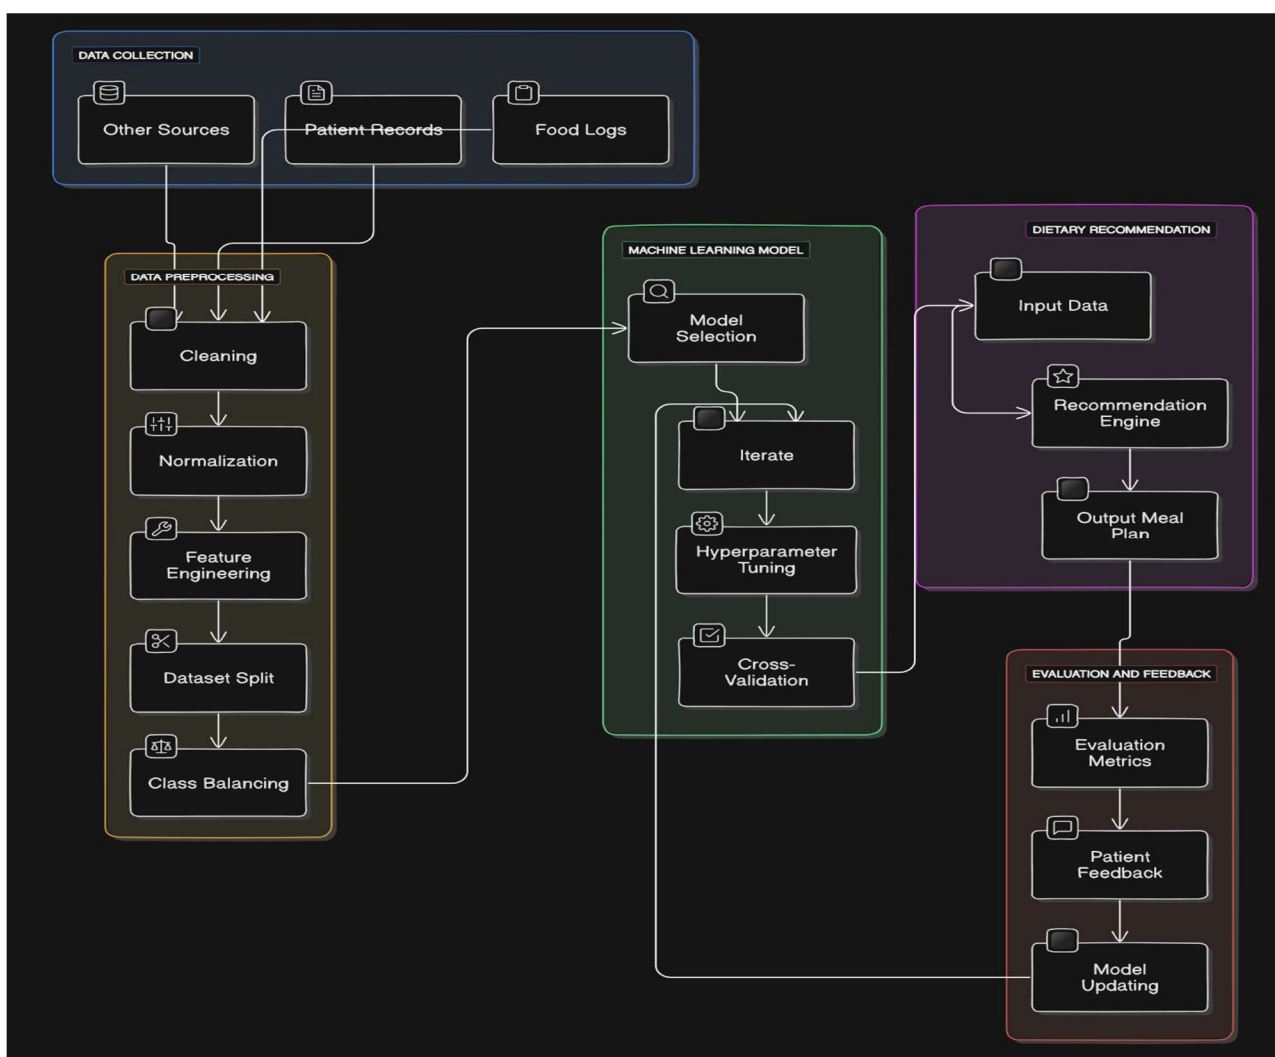 DATA COLLECTION
Other Sources
Patient Records
Food Logs
DATA PREPROCESSING
Cleaning
Normalization
Feature
Engineering
Dataset Split
Class Balancing
MACHINE LEARNING MODEL
Model
Selection
Iterate
Hyperparameter
Tuning
Cross-
Validation
DIETARY RECOMMENDATION
Input Data
Recommendation
Engine
Output Meal
Plan
EVALUATION AND FEEDBACK
Evaluation
Metrics
Patient
Feedback
Model
Updating